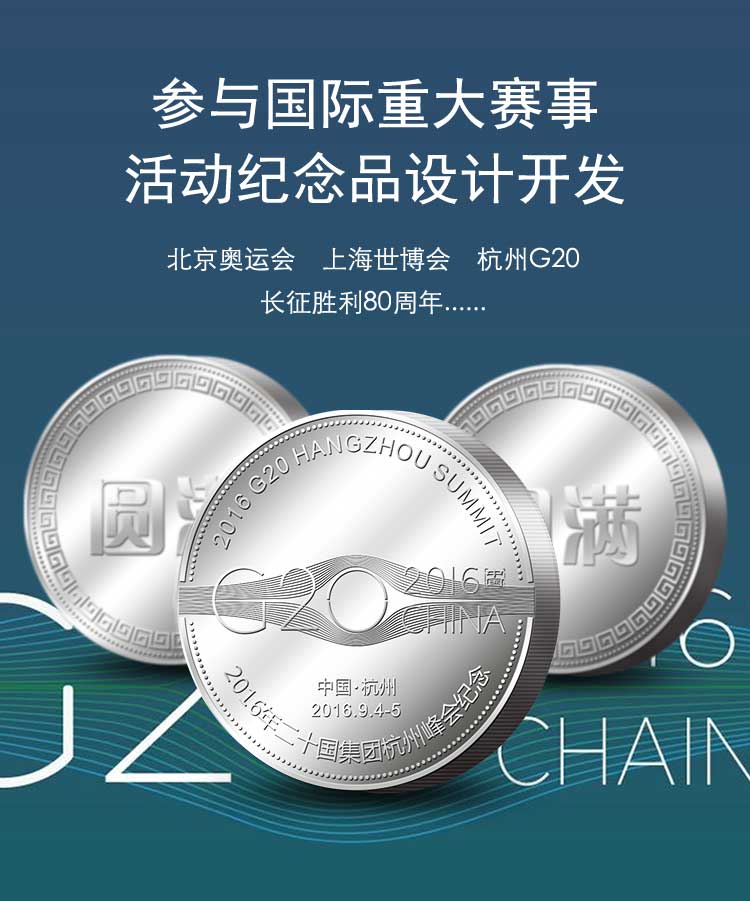 参与国际重大赛事
活动纪念品设计开发
北京奥运会 上海世博会 杭州G20
长征胜利80周年......
2016 G20 HANGZHOU SUMMIT
圆满
圆满
G20 2016
CHINA
中国·杭州
2016.9.4-5
2016年二十国集团杭州峰会纪念
G20
16
CHAIN